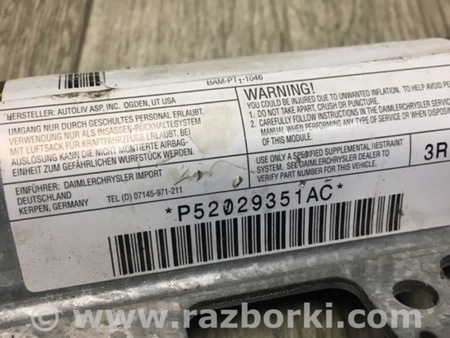 BAM-PT1-1046
HERSTELLER: AUTOLIV ASP, INC. OGDEN, UT USA
UMGANG NUR DURCH GESCHULTES PERSONAL ERLAUBT.
VERWENDUNG NUR ALS INSASSEN-RÜCKHALTESYSTEM
MIT LUFTSACK FÜR KRAFTFAHRZEUGE ERLAUBT. BEI
AUSLÖSUNG KANN DIE NICHT MONTIERTE AIRBAG-
EINHEIT ZUM GEFÄHRLICHEN WURFSTÜCK WERDEN.
EINFÜHRER: DAIMLERCHRYSLER IMPORT
DEUTSCHLAND
KERPEN, GERMANY TEL (D) 07145-971-211
WARNING!
YOU COULD BE INJURED DUE TO UNWANTED INFLATION. TO HELP AVOID
1. DO NOT TAKE APART, CRUSH OR PUNCTURE.
2. CAREFULLY FOLLOW INSTRUCTIONS IN THE DAIMLERCHRYSLER
MANUAL WHEN PERFORMING ANY TYPE OF SERVICE OR DISPOS
OF THIS MODULE.
USE ONLY A SPECIFIED SUPPLEMENTAL RESTRAINT
SYSTEM. SEE DAIMLERCHRYSLER DEALER TO
VERIFY PART FOR THIS VEHICLE.
3R
*P52029351AC*
www.razborki.com